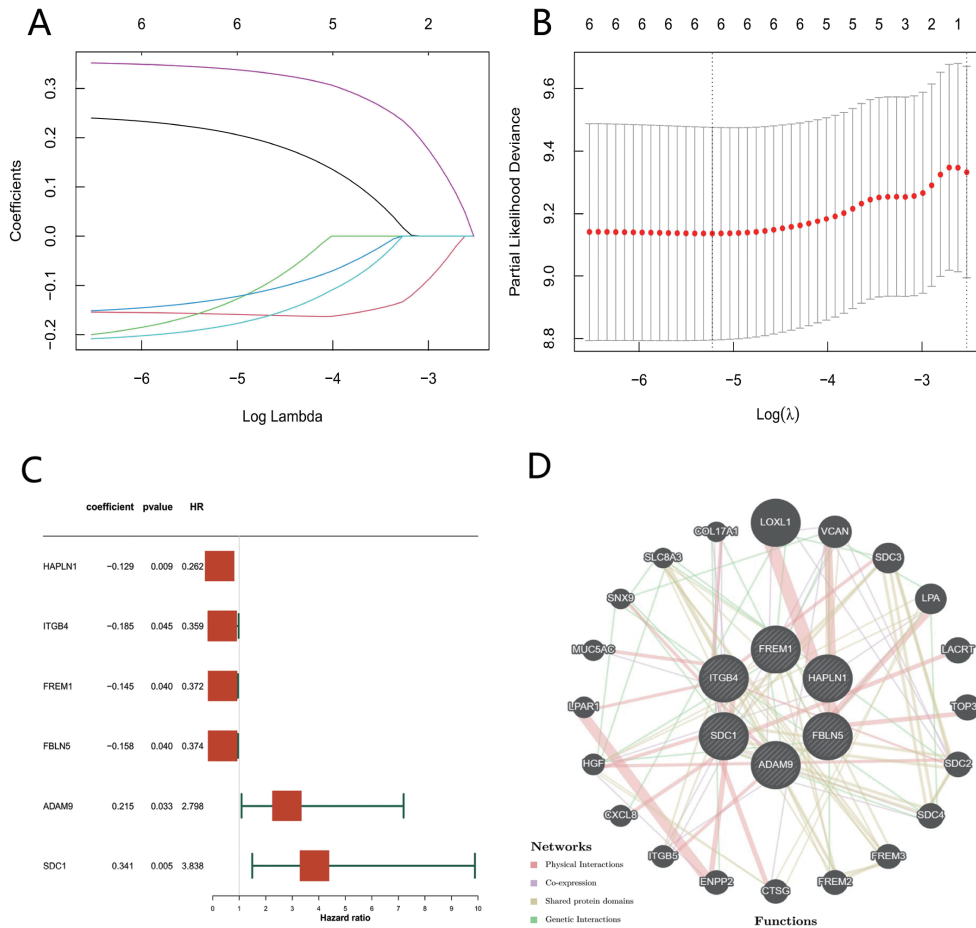 A
6 6 5 2
Coefficients
0.3
0.2
0.1
0.0
−0.1
−0.2
−6 −5 −4 −3
Log Lambda
B
6 6 6 6 6 6 6 6 5 5 3 2 1
Partial Likelihood Deviance
9.6
9.4
9.2
9.0
8.8
−6 −5 −4 −3
Log(λ)
C
coefficient pvalue HR
HAPLN1 −0.129 0.009 0.262
ITGB4 −0.185 0.045 0.359
FREM1 −0.145 0.040 0.372
FBLN5 −0.158 0.040 0.374
ADAM9 0.215 0.033 2.798
SDC1 0.341 0.005 3.838
0 1 2 3 4 5 6 7 8 9 10
Hazard ratio
D
LOXL1
COL17A1
VCAN
SLC8A3
SDC3
SNX9
LPA
MUC5AC
FREM1
LACRT
ITGB4
HAPLN1
LPAR1
TOP3
SDC1
FBLN5
HGF
ADAM9
SDC2
CXCL8
SDC4
ITGB5
FREM3
ENPP2
CTSG
FREM2
Networks
Physical Interactions
Co-expression
Shared protein domains
Genetic Interactions
Functions